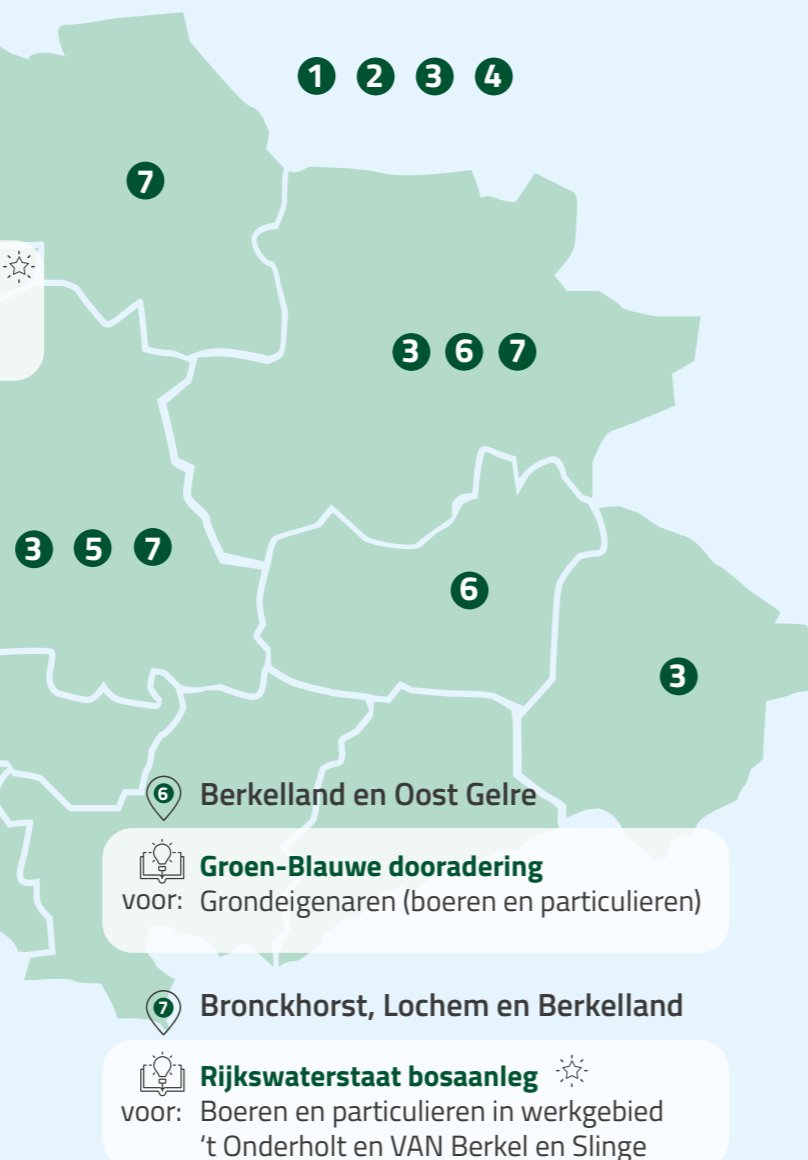 1 2 3 4
7
3 6 7
3 5 7
6
3
6 Berkelland en Oost Gelre
Groen-Blauwe dooradering
voor: Grondeigenaren (boeren en particulieren)
7 Bronckhorst, Lochem en Berkelland
Rijkswaterstaat bosaanleg
voor: Boeren en particulieren in werkgebied
‘t Onderholt en VAN Berkel en Slinge